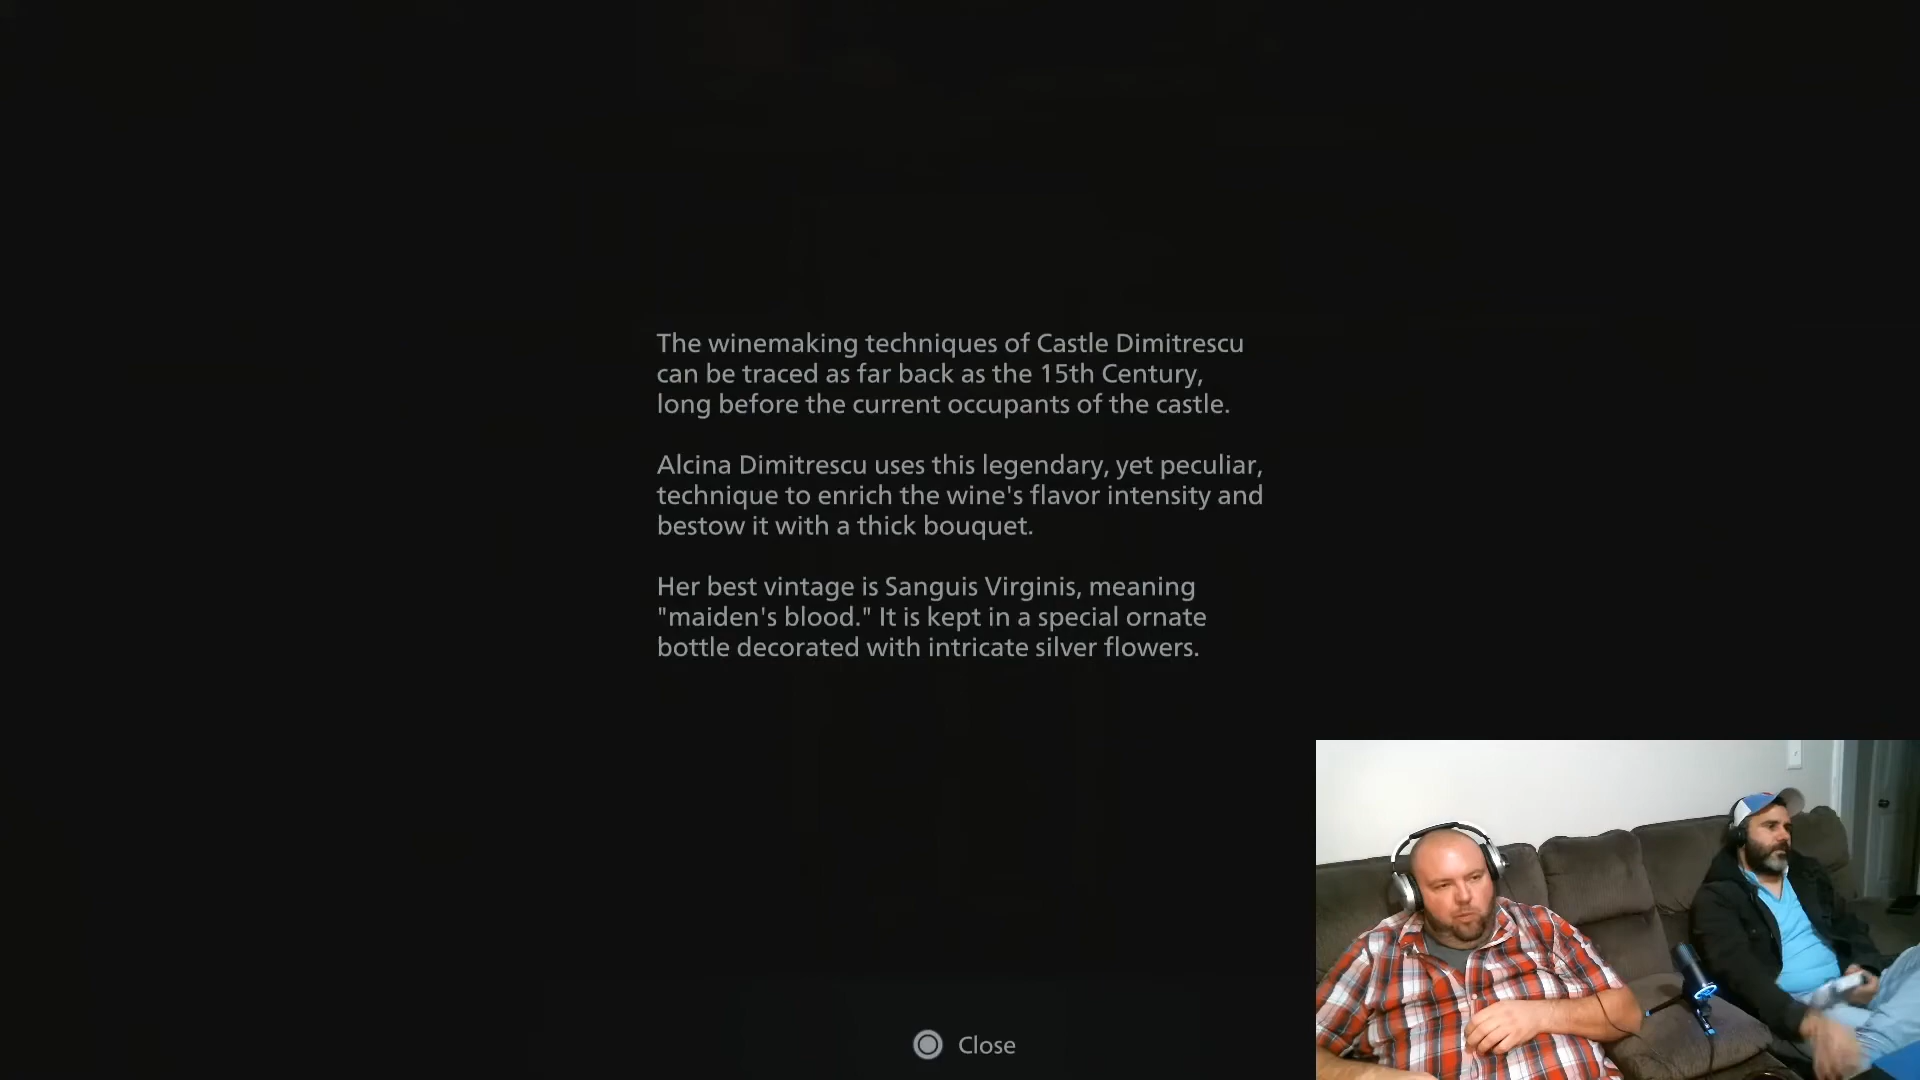 The winemaking techniques of Castle Dimitrescu
can be traced as far back as the 15th Century,
long before the current occupants of the castle.
Alcina Dimitrescu uses this legendary, yet peculiar,
technique to enrich the wine's flavor intensity and
bestow it with a thick bouquet.
Her best vintage is Sanguis Virginis, meaning
"maiden's blood." It is kept in a special ornate
bottle decorated with intricate silver flowers.
Close